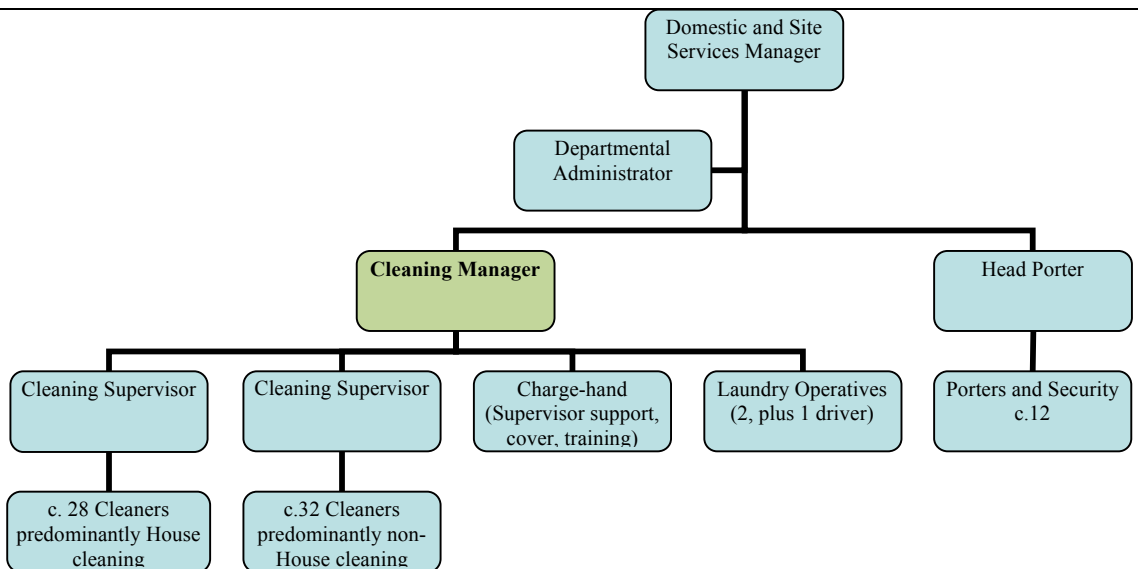 Domestic and Site
Services Manager
Departmental
Administrator
Cleaning Manager
Head Porter
Cleaning Supervisor
Cleaning Supervisor
Charge-hand
(Supervisor support,
cover, training)
Laundry Operatives
(2, plus 1 driver)
Porters and Security
c.12
c. 28 Cleaners
predominantly House
cleaning
c.32 Cleaners
predominantly non-
House cleaning